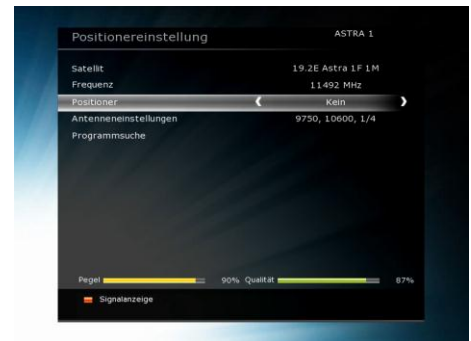 Positionereinstellung ASTRA 1
Satellit 19.2E Astra 1F 1M
Frequenz 11492 MHz
Positioner Kein
Antenneneinstellungen 9750, 10600, 1/4
Programmsuche
Pegel 90% Qualität 87%
Signalanzeige